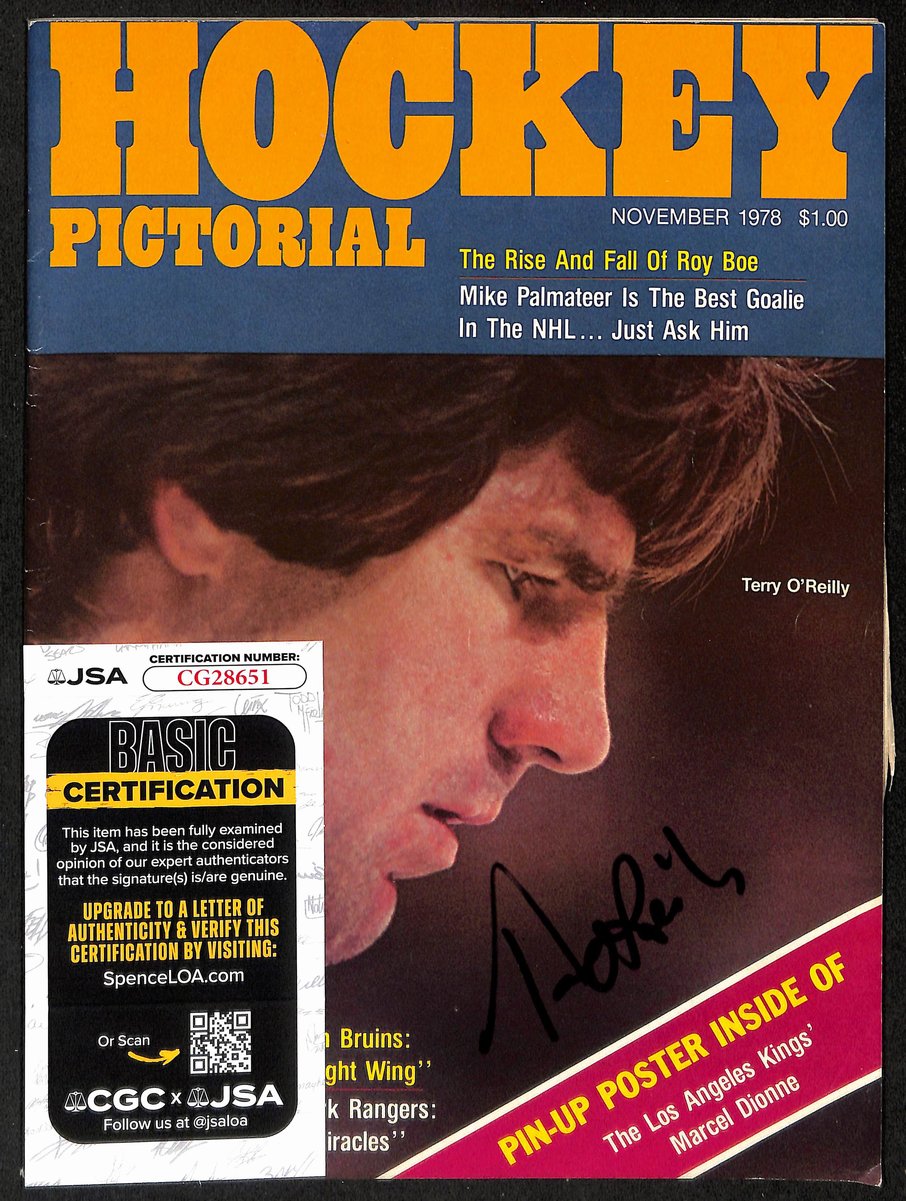 HOCKEY
PICTORIAL
NOVEMBER 1978 $1.00
The Rise And Fall Of Roy Boe
Mike Palmateer Is The Best Goalie
In The NHL... Just Ask Him
Terry O'Reilly
JSA
CERTIFICATION NUMBER:
CG28651
BASIC
CERTIFICATION
This item has been fully examined
by JSA, and it is the considered
opinion of our expert authenticators
that the signature(s) is/are genuine.
UPGRADE TO A LETTER OF
AUTHENTICITY & VERIFY THIS
CERTIFICATION BY VISITING:
SpenceLOA.com
Or Scan
CGC x JSA
Follow us at @jsaloa
n Bruins:
ght Wing''
rk Rangers:
iracles''
PIN-UP POSTER INSIDE OF
The Los Angeles Kings'
Marcel Dionne